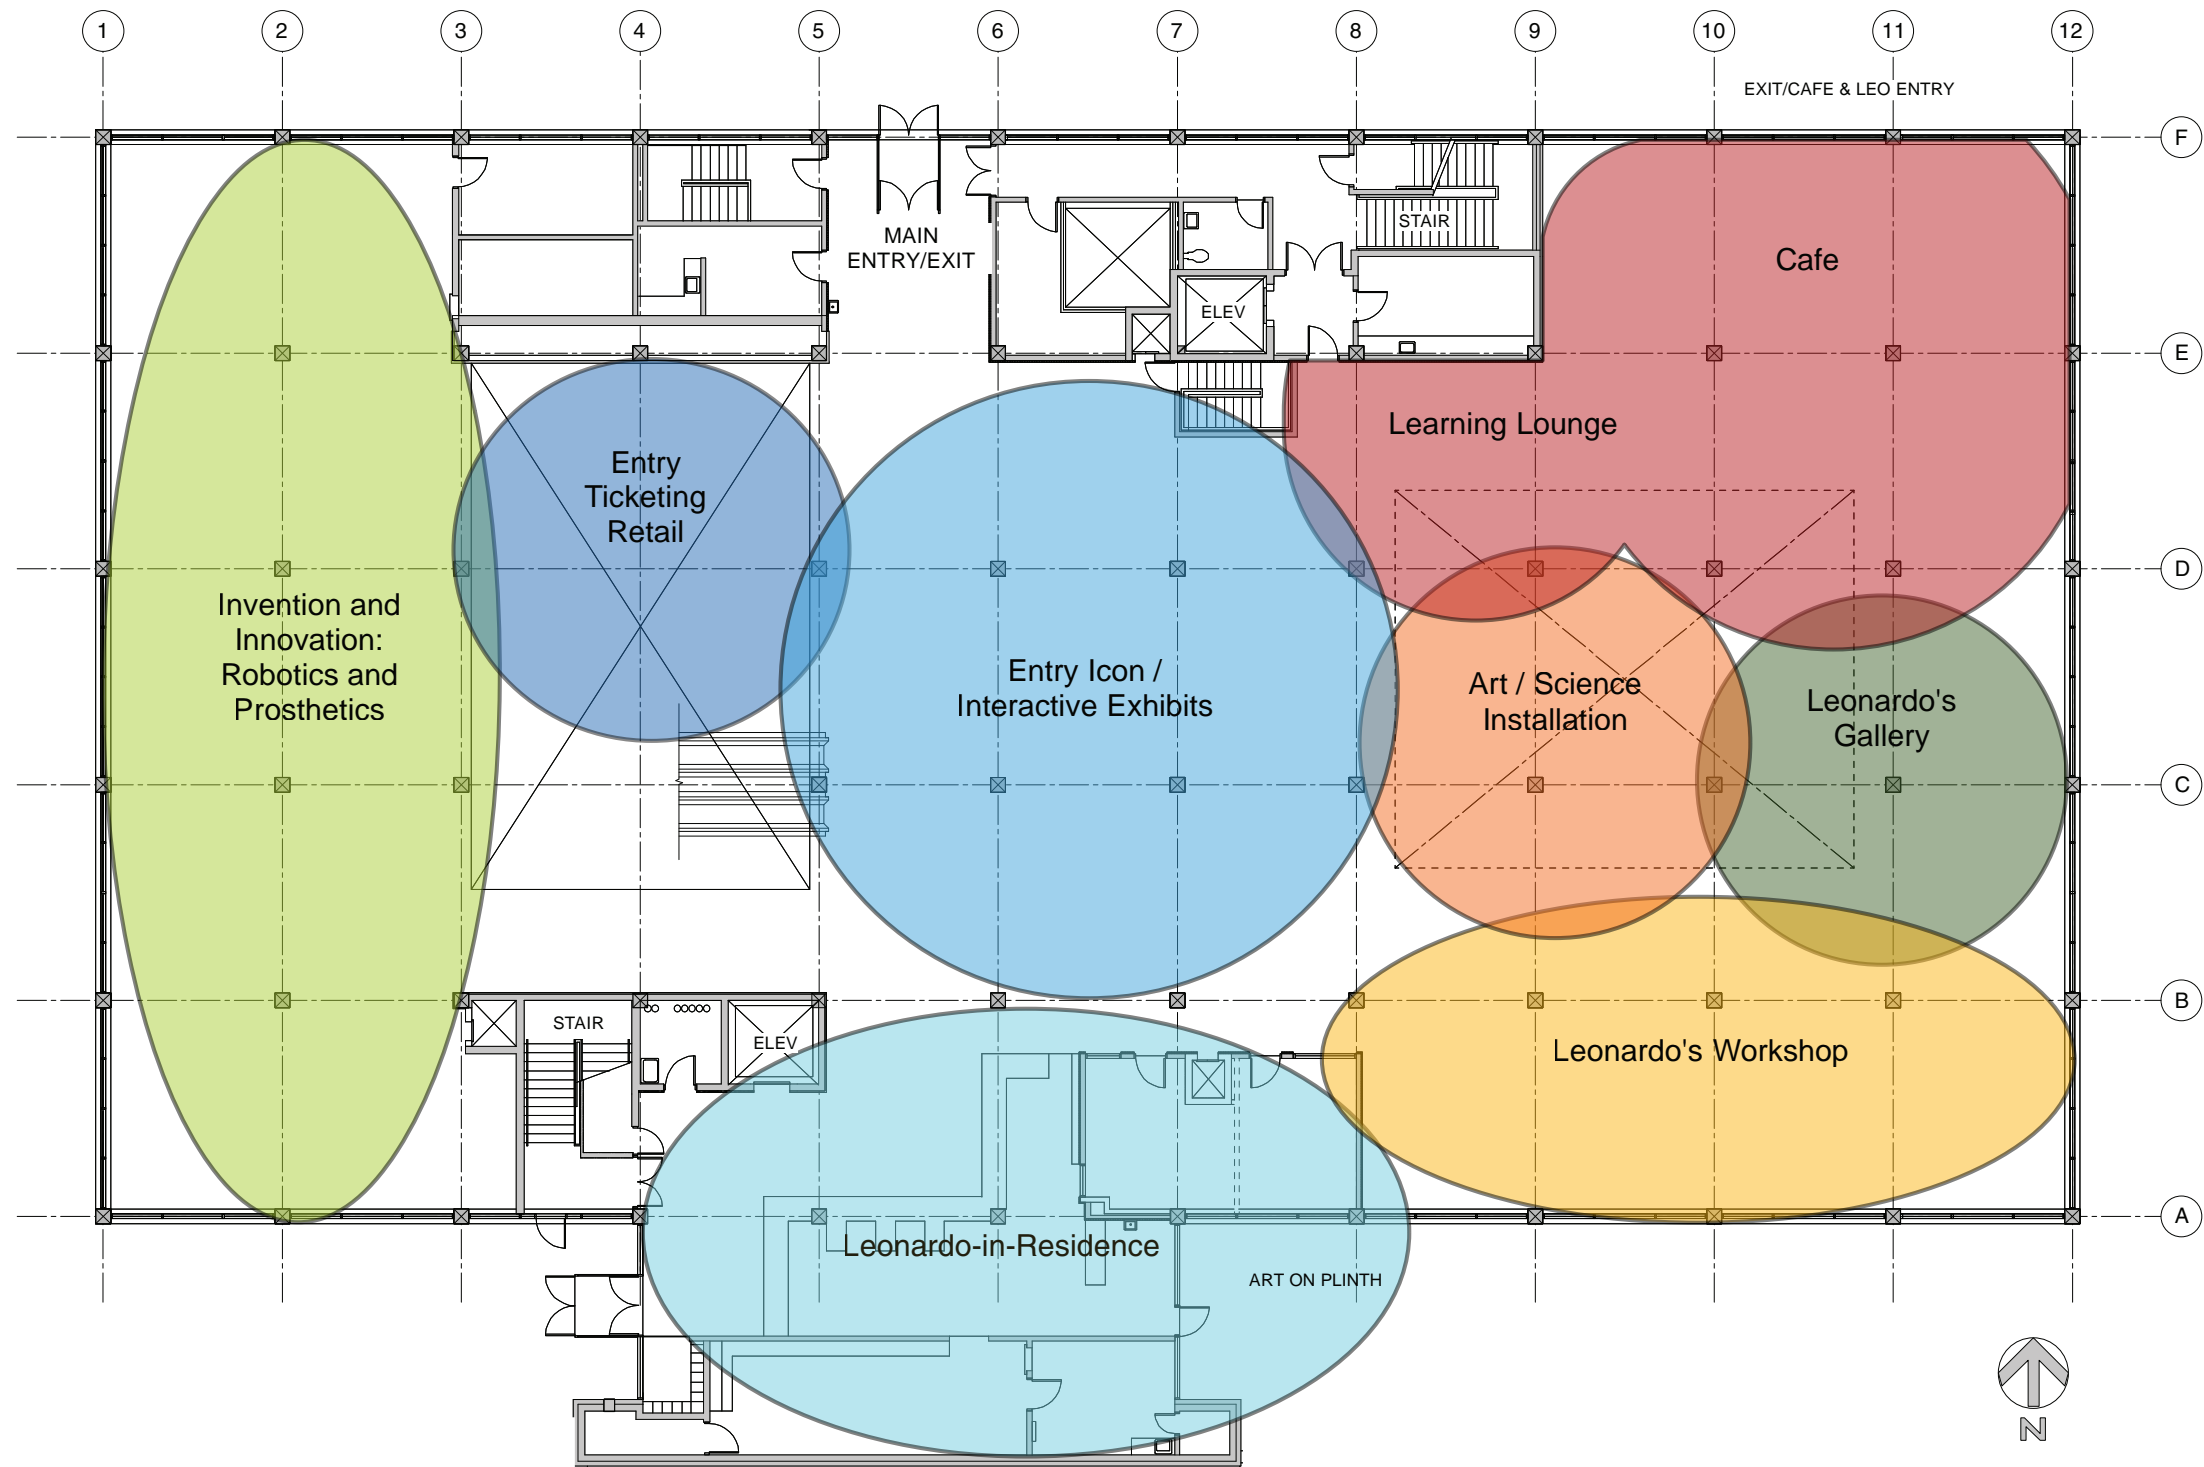 1
2
3
4
5
6
7
8
9
10
11
12
EXIT/CAFE & LEO ENTRY
F
MAIN
ENTRY/EXIT
STAIR
Cafe
ELEV
E
Learning Lounge
Entry
Ticketing
Retail
D
Invention and
Innovation:
Robotics and
Prosthetics
Entry Icon /
Interactive Exhibits
Art / Science
Installation
Leonardo's
Gallery
C
B
STAIR
ELEV
Leonardo's Workshop
A
Leonardo-in-Residence
ART ON PLINTH
N